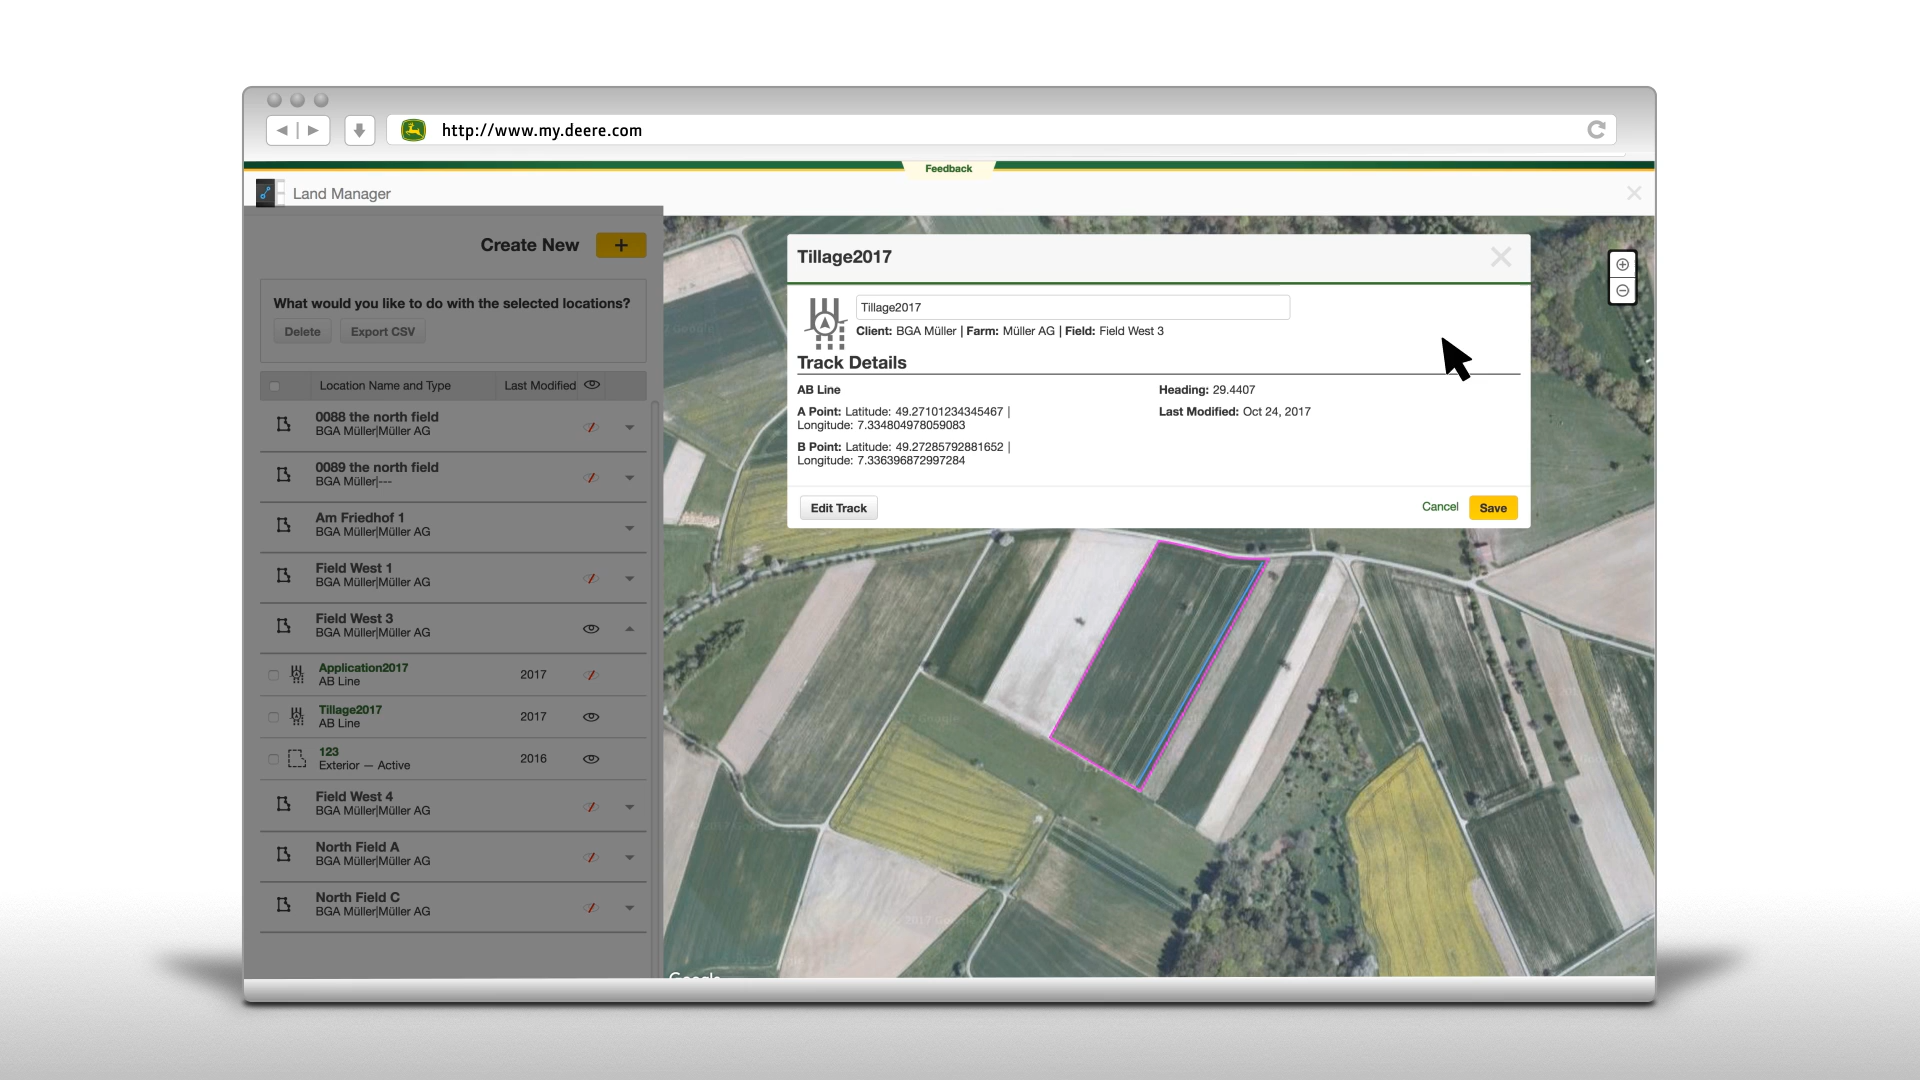 http://www.my.deere.com
Feedback
Land Manager
Create New +
What would you like to do with the selected locations?
Delete Export CSV
Location Name and Type Last Modified
0088 the north field
BGA Müller|Müller AG
0089 the north field
BGA Müller|---
Am Friedhof 1
BGA Müller|Müller AG
Field West 1
BGA Müller|Müller AG
Field West 3
BGA Müller|Müller AG
Application2017
AB Line
2017
Tillage2017
AB Line
2017
123
Exterior — Active
2016
Field West 4
BGA Müller|Müller AG
North Field A
BGA Müller|Müller AG
North Field C
BGA Müller|Müller AG
Tillage2017
Tillage2017
Client: BGA Müller | Farm: Müller AG | Field: Field West 3
Track Details
AB Line
A Point: Latitude: 49.27101234345467 |
Longitude: 7.334804978059083
B Point: Latitude: 49.27285792881652 |
Longitude: 7.336396872997284
Heading: 29.4407
Last Modified: Oct 24, 2017
Edit Track
Cancel
Save
Google